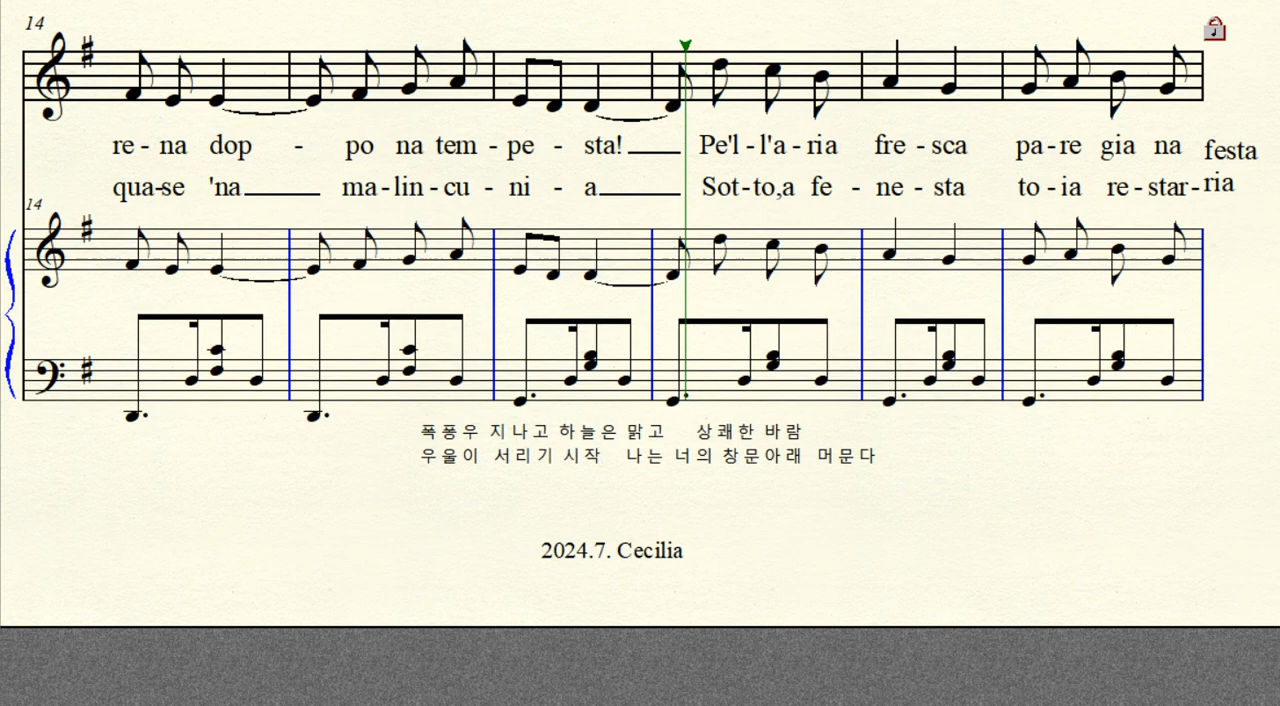 14
re - na dop - po na tem - pe - sta! Pe'l - l'a - ria fre - sca pa - re gia na festa
qua-se 'na ma - lin - cu - ni - a Sot - to,a fe - ne - sta to - ia re - star - ria
14
폭퐁우 지나고 하늘은 맑고 상쾌한 바람
우울이 서리기 시작 나는 너의 창문아래 머문다
2024.7. Cecilia